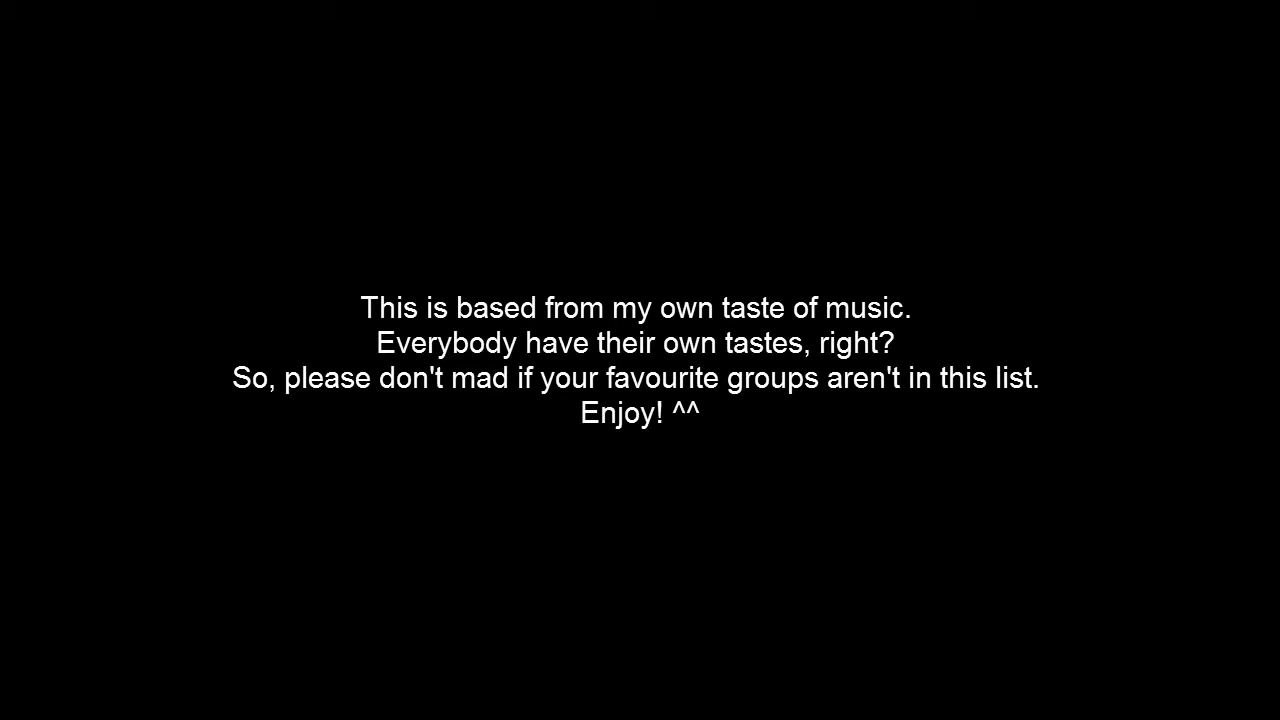 This is based from my own taste of music.
Everybody have their own tastes, right?
So, please don't mad if your favourite groups aren't in this list.
Enjoy! ^^